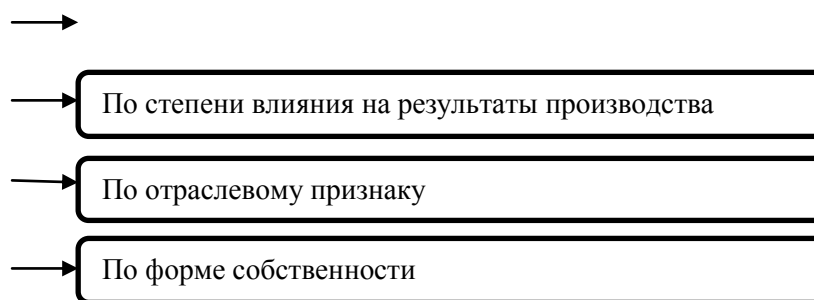 По степени влияния на результаты производства
По отраслевому признаку
По форме собственности